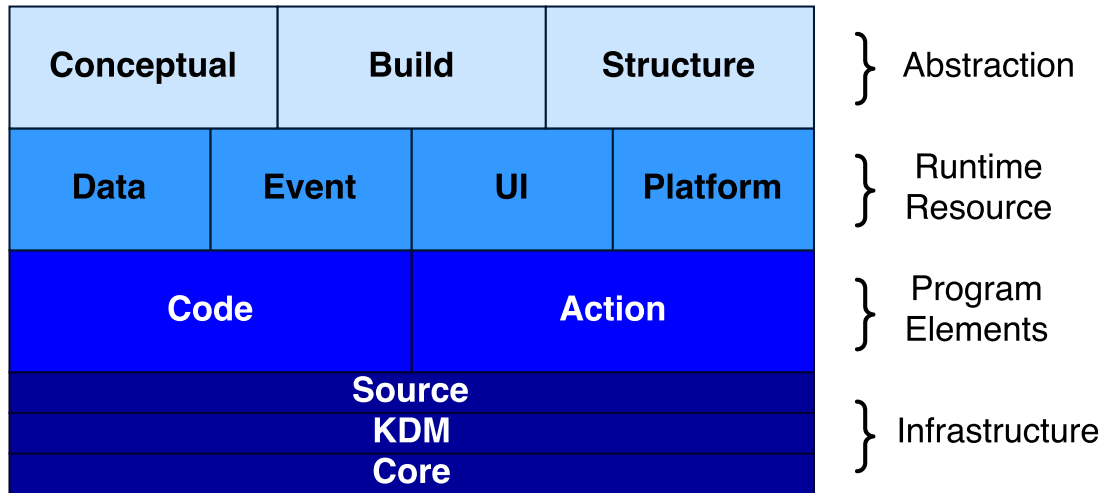 Conceptual Build Structure Abstraction
Data Event UI Platform Runtime
Resource
Code Action Program
Elements
Source
KDM Infrastructure
Core